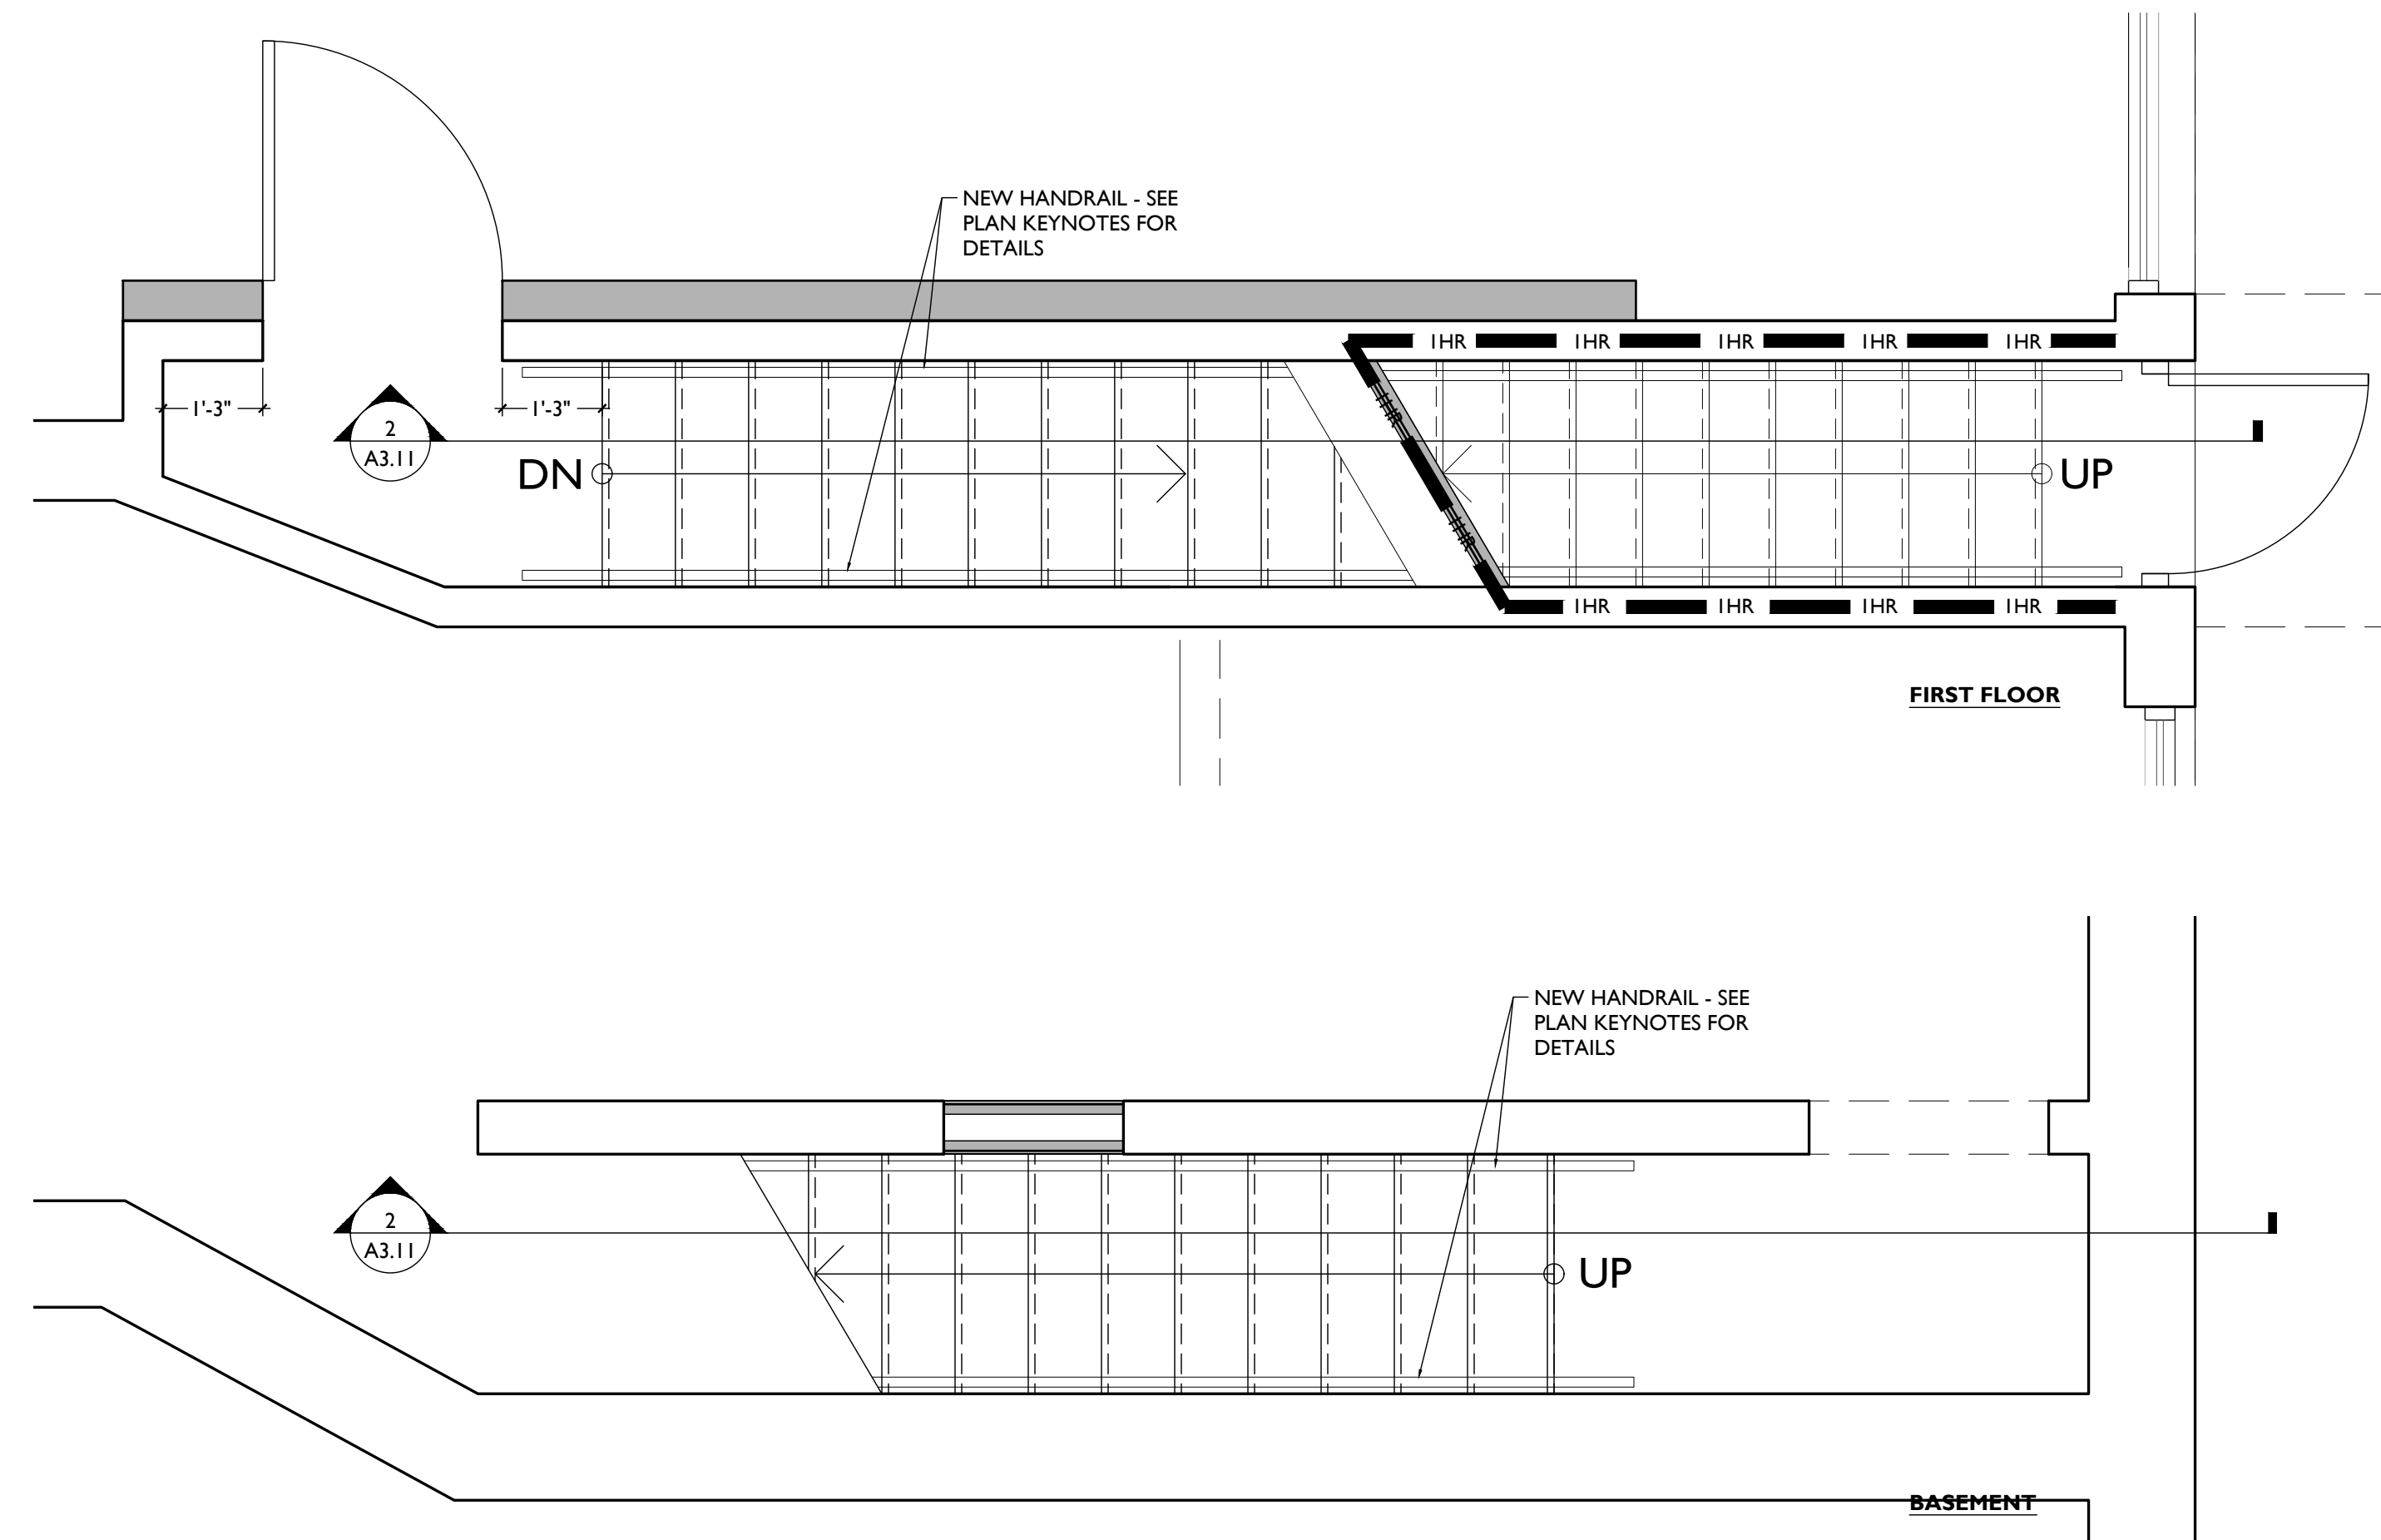 NEW HANDRAIL - SEE
PLAN KEYNOTES FOR
DETAILS
1HR 1HR 1HR 1HR 1HR
1'-3" 1'-3"
1HR
2
A3.11
DN
UP
1HR
1HR 1HR 1HR 1HR
FIRST FLOOR
NEW HANDRAIL - SEE
PLAN KEYNOTES FOR
DETAILS
2
A3.11
UP
BASEMENT